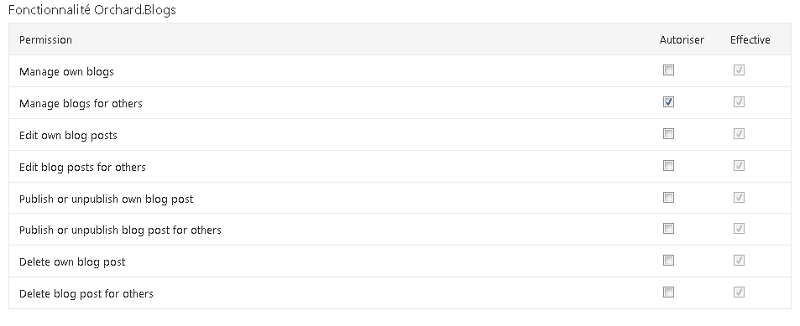 Fonctionnalité Orchard.Blogs
Permission Autoriser Effective
Manage own blogs
Manage blogs for others
Edit own blog posts
Edit blog posts for others
Publish or unpublish own blog post
Publish or unpublish blog post for others
Delete own blog post
Delete blog post for others